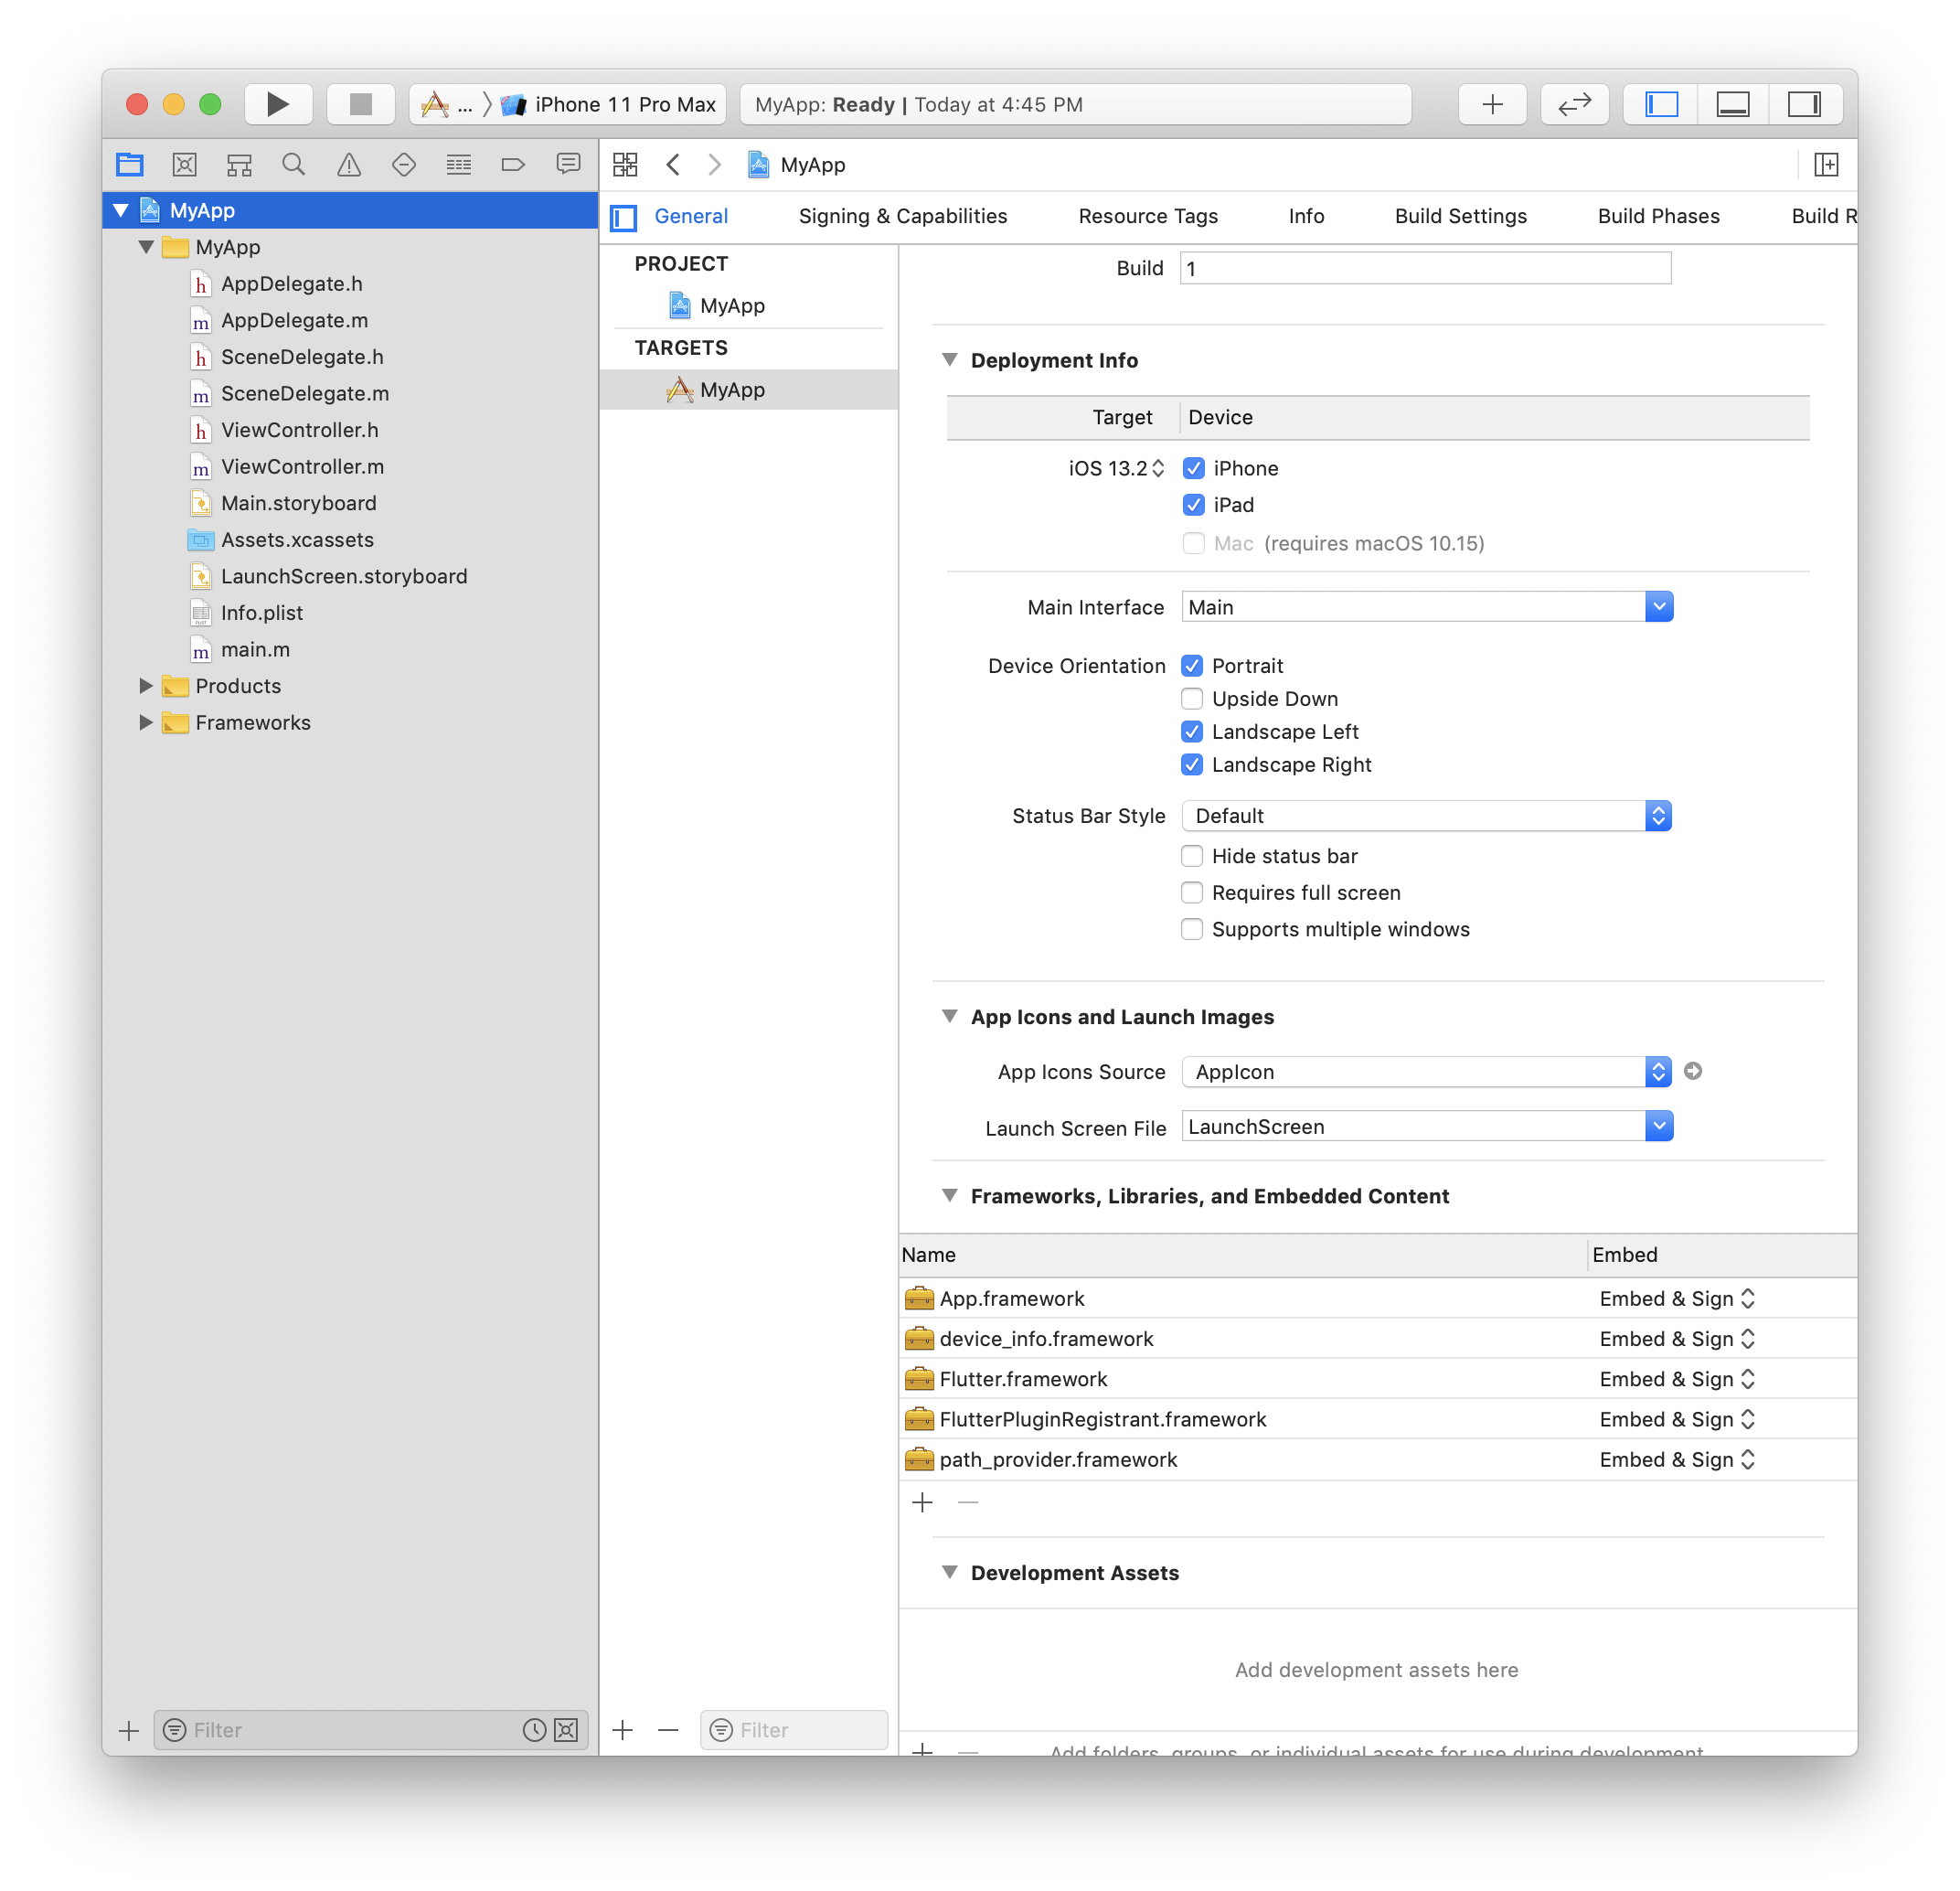 ... iPhone 11 Pro Max
MyApp: Ready | Today at 4:45 PM
MyApp
MyApp
AppDelegate.h
AppDelegate.m
SceneDelegate.h
SceneDelegate.m
ViewController.h
ViewController.m
Main.storyboard
Assets.xcassets
LaunchScreen.storyboard
Info.plist
main.m
Products
Frameworks
Filter
MyApp
General Signing & Capabilities Resource Tags Info Build Settings Build Phases Build R
PROJECT
MyApp
TARGETS
MyApp
Filter
Build 1
Deployment Info
Target Device
iOS 13.2 iPhone
iPad
Mac (requires macOS 10.15)
Main Interface Main
Device Orientation Portrait
Upside Down
Landscape Left
Landscape Right
Status Bar Style Default
Hide status bar
Requires full screen
Supports multiple windows
App Icons and Launch Images
App Icons Source AppIcon
Launch Screen File LaunchScreen
Frameworks, Libraries, and Embedded Content
Name Embed
App.framework Embed & Sign
device_info.framework Embed & Sign
Flutter.framework Embed & Sign
FlutterPluginRegistrant.framework Embed & Sign
path_provider.framework Embed & Sign
Development Assets
Add development assets here
Add folders, groups, or individual assets for use during development